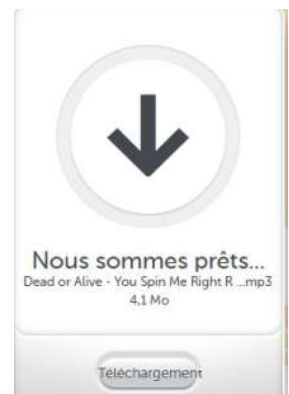 Nous sommes prêts...
Dead or Alive - You Spin Me Right R ...mp3
4,1 Mo
Téléchargement